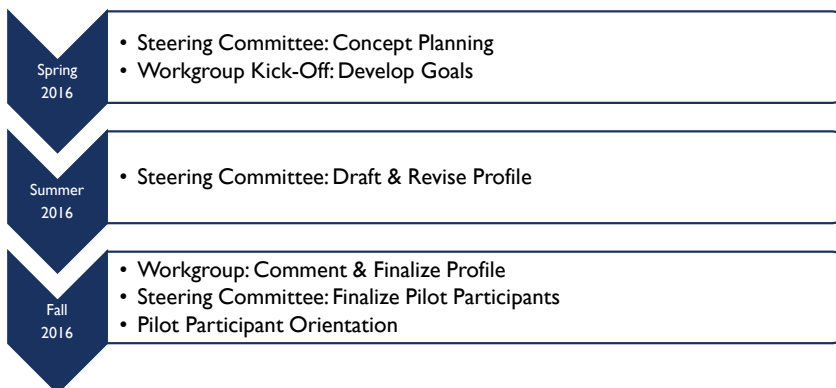 Spring
2016
• Steering Committee: Concept Planning
• Workgroup Kick-Off: Develop Goals
Summer
2016
• Steering Committee: Draft & Revise Profile
Fall
2016
• Workgroup: Comment & Finalize Profile
• Steering Committee: Finalize Pilot Participants
• Pilot Participant Orientation